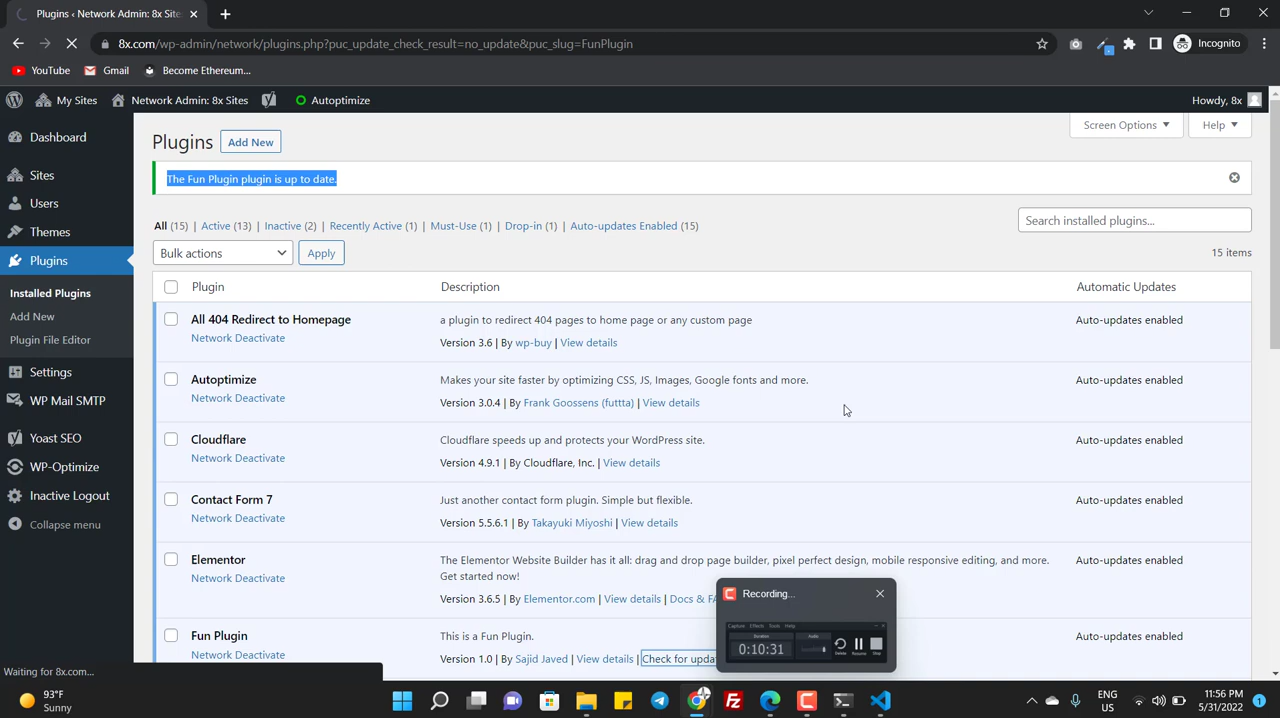 Plugins ‹ Network Admin: 8x Sites
8x.com/wp-admin/network/plugins.php?puc_update_check_result=no_update&puc_slug=FunPlugin
Incognito
YouTube
Gmail
Become Ethereum...
My Sites
Network Admin: 8x Sites
Autoptimize
Howdy, 8x
Dashboard
Sites
Users
Themes
Plugins
Installed Plugins
Add New
Plugin File Editor
Settings
WP Mail SMTP
Yoast SEO
WP-Optimize
Inactive Logout
Collapse menu
Screen Options
Help
Plugins
Add New
The Fun Plugin plugin is up to date.
All (15) | Active (13) | Inactive (2) | Recently Active (1) | Must-Use (1) | Drop-in (1) | Auto-updates Enabled (15)
Search installed plugins...
Bulk actions
Apply
15 items
Plugin Description Automatic Updates
All 404 Redirect to Homepage a plugin to redirect 404 pages to home page or any custom page Auto-updates enabled
Network Deactivate Version 3.6 | By wp-buy | View details
Autoptimize Makes your site faster by optimizing CSS, JS, Images, Google fonts and more. Auto-updates enabled
Network Deactivate Version 3.0.4 | By Frank Goossens (futtta) | View details
Cloudflare Cloudflare speeds up and protects your WordPress site. Auto-updates enabled
Network Deactivate Version 4.9.1 | By Cloudflare, Inc. | View details
Contact Form 7 Just another contact form plugin. Simple but flexible. Auto-updates enabled
Network Deactivate Version 5.5.6.1 | By Takayuki Miyoshi | View details
Elementor The Elementor Website Builder has it all: drag and drop page builder, pixel perfect design, mobile responsive editing, and more. Auto-updates enabled
Network Deactivate Get started now!
Version 3.6.5 | By Elementor.com | View details | Docs & FA
Fun Plugin This is a Fun Plugin. Auto-updates enabled
Network Deactivate Version 1.0 | By Sajid Javed | View details | Check for upda
Recording...
Capture Effects Tools Help
Duration Audio
0:10:31
Delete Resume Stop
Waiting for 8x.com...
93°F
Sunny
ENG
US
11:56 PM
5/31/2022
1